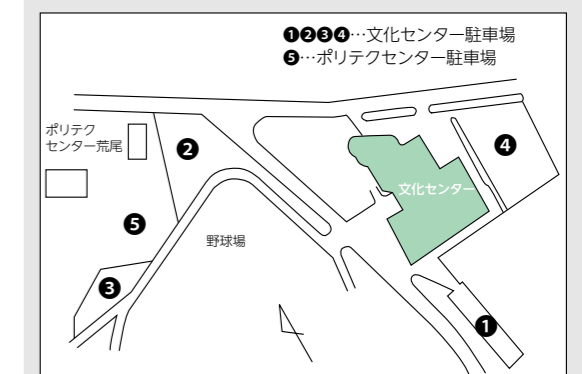 ❶❷❸❹…文化センター駐車場
❺…ポリテクセンター駐車場
ポリテク
センター荒尾
❷
❹
文化センター
❺
野球場
❸
❶